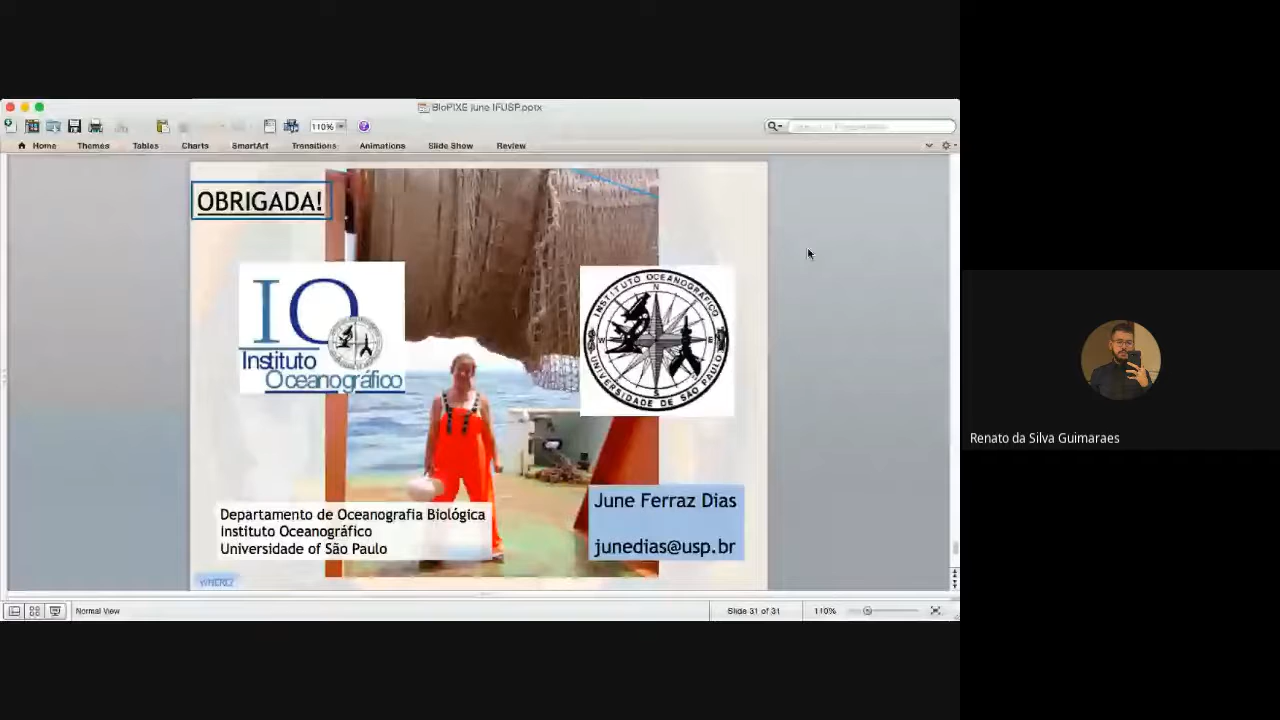 BioPIXE june IFUSP.pptx
110%
Home Themes Tables Charts SmartArt Transitions Animations Slide Show Review
OBRIGADA!
IO
Instituto
Oceanográfico
INSTITUTO OCEANOGRÁFICO
N
W
E
S
UNIVERSIDADE DE SÃO PAULO
June Ferraz Dias
junedias@usp.br
Departamento de Oceanografia Biológica
Instituto Oceanográfico
Universidade of São Paulo
Normal View
Slide 31 of 31
110%
Renato da Silva Guimaraes